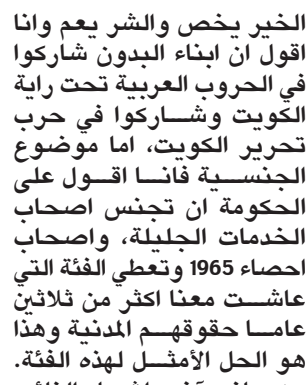 الخير يخص والشر يعم وانا
اقول ان ابناء البدون شاركوا
في الحروب العربية تحت راية
الكويت وشاركوا في حرب
تحرير الكويت، اما موضوع
الجنسية فانا اقول على
الحكومة ان تجنس اصحاب
الخدمات الجليلة، واصحاب
احصاء 1965 وتعطي الفئة التي
عاشت معنا اكثر من ثلاثين
عاما حقوقهم المدنية وهذا
هو الحل الأمثل لهذه الفئة.